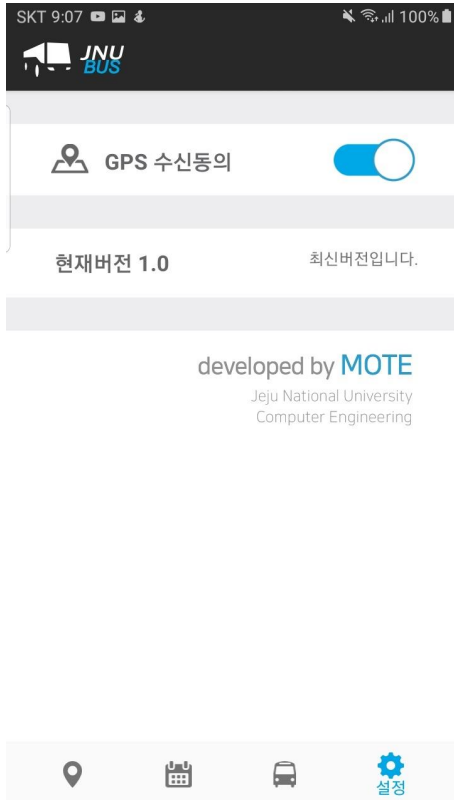 SKT 9:07
100%
JNU
BUS
GPS 수신동의
현재버전 1.0
최신버전입니다.
developed by MOTE
Jeju National University
Computer Engineering
설정